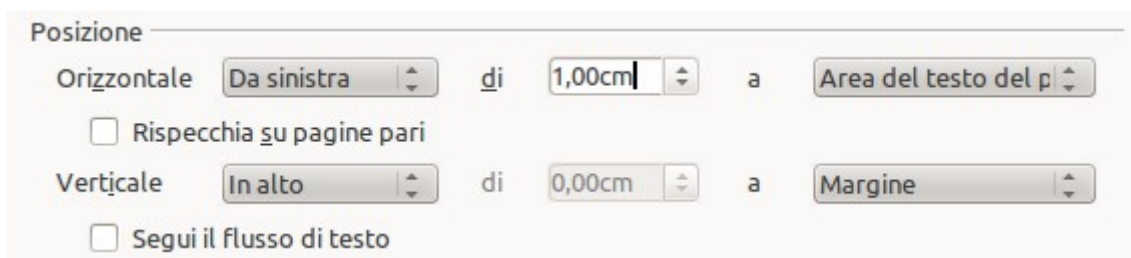 Posizione
Orizzontale Da sinistra di 1,00cm a Area del testo del p
Rispecchia su pagine pari
Verticale In alto di 0,00cm a Margine
Segui il flusso di testo